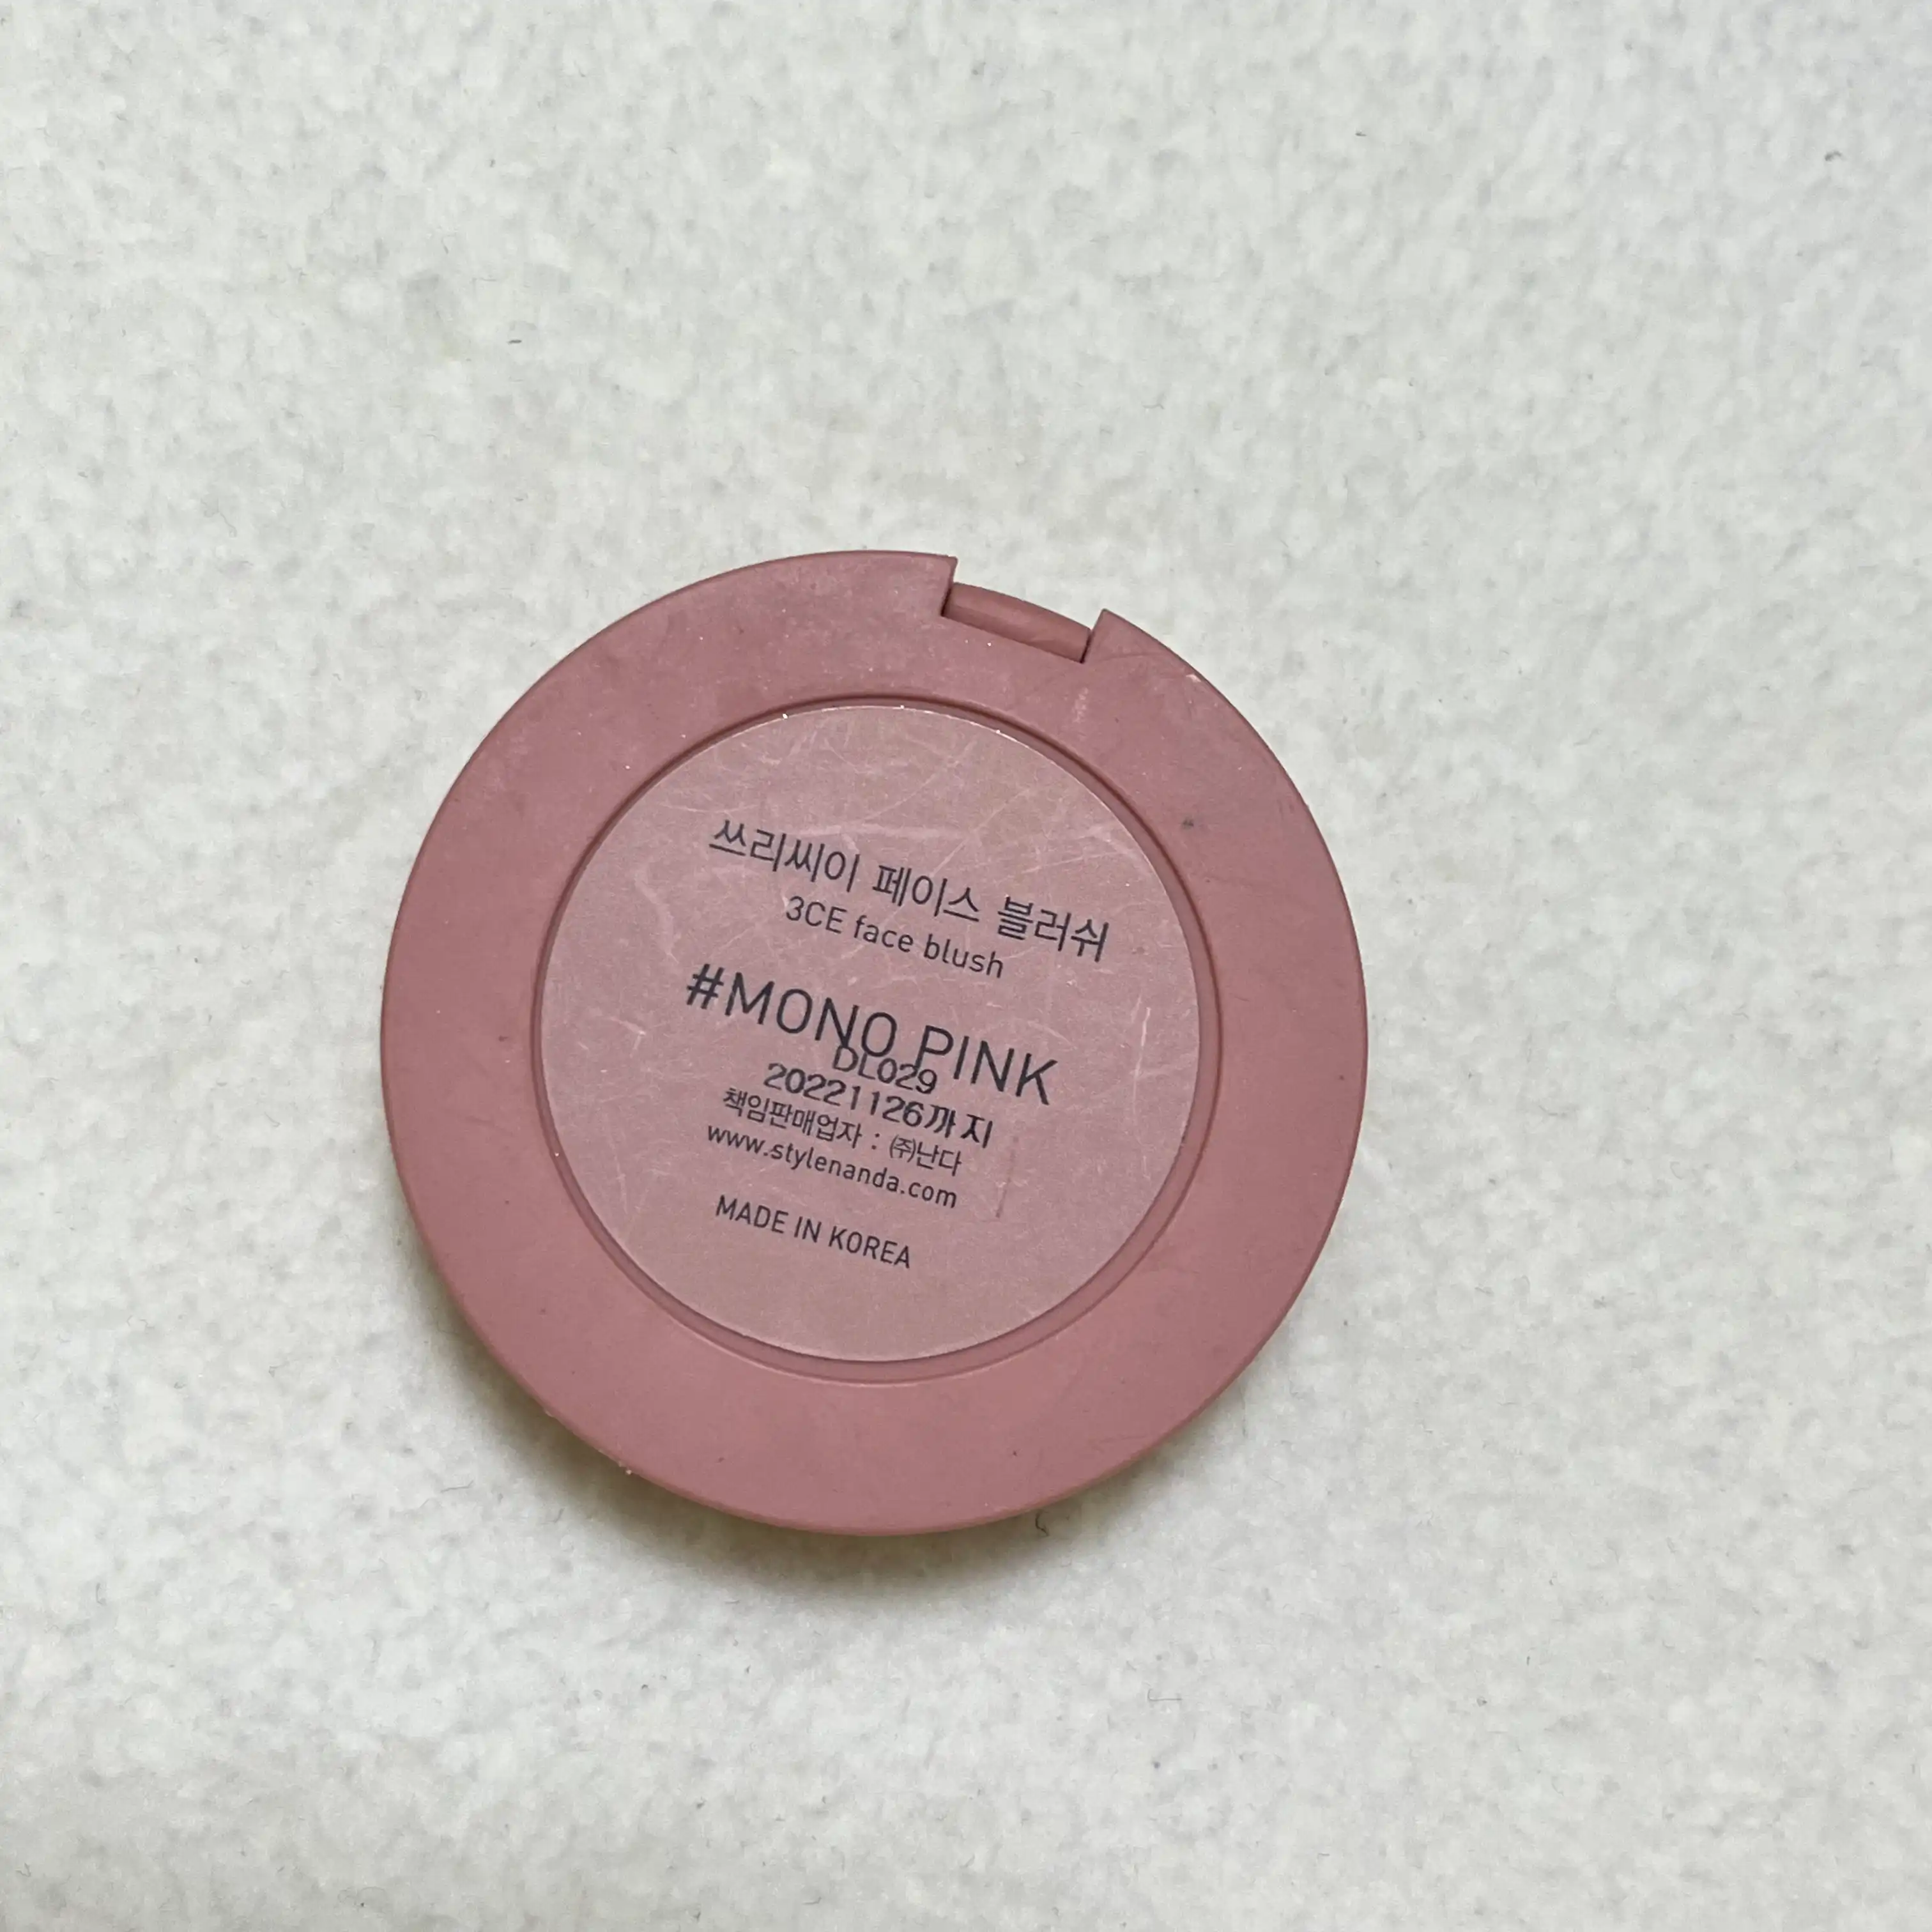 쓰리씨이 페이스 블러쉬
3CE face blush
#MONO PINK
DL029
20221126까지
책임판매업자 : ㈜난다
www.stylenanda.com
MADE IN KOREA